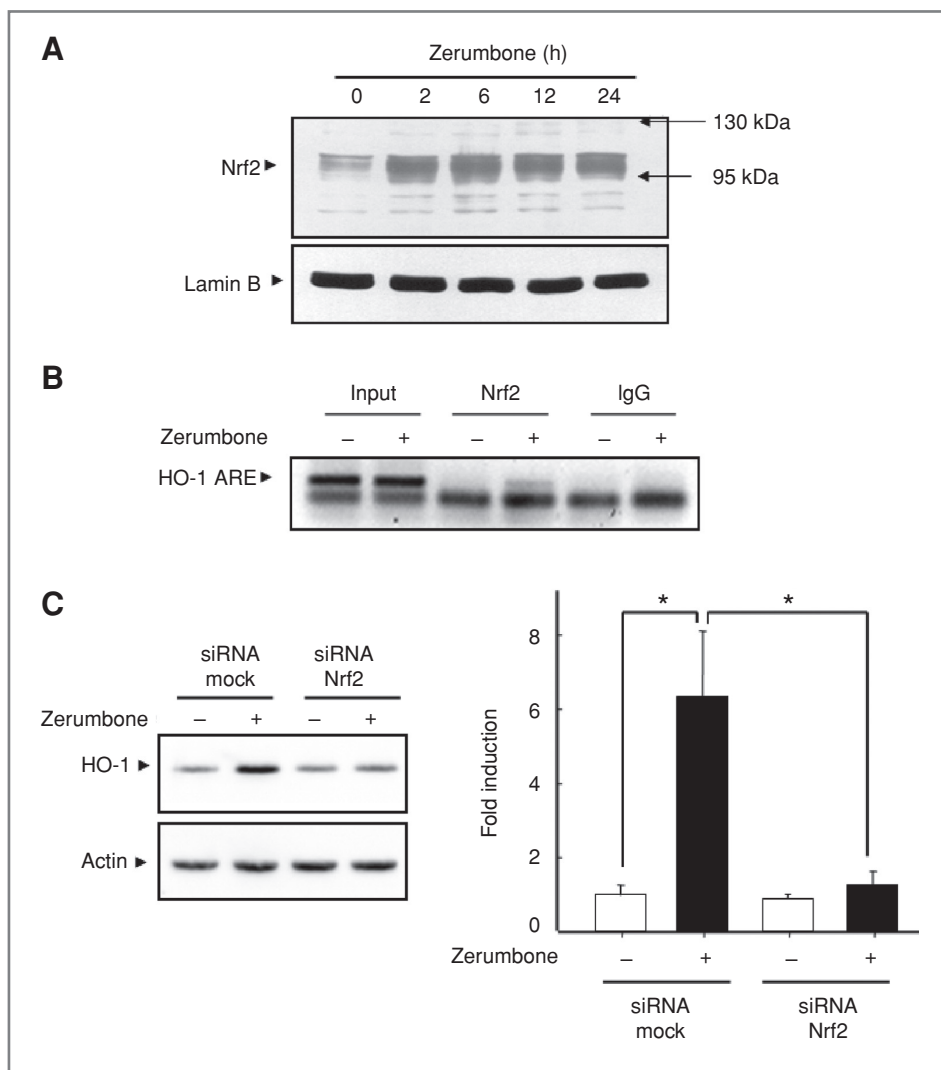 A
Zerumbone (h)
0 2 6 12 24
130 kDa
Nrf2
95 kDa
Lamin B
B
Input Nrf2 IgG
Zerumbone – + – + – +
HO-1 ARE
C
siRNA mock siRNA Nrf2
Zerumbone – + – +
HO-1
Actin
* *
Fold induction
8
6
4
2
0
Zerumbone – + – +
siRNA mock siRNA Nrf2